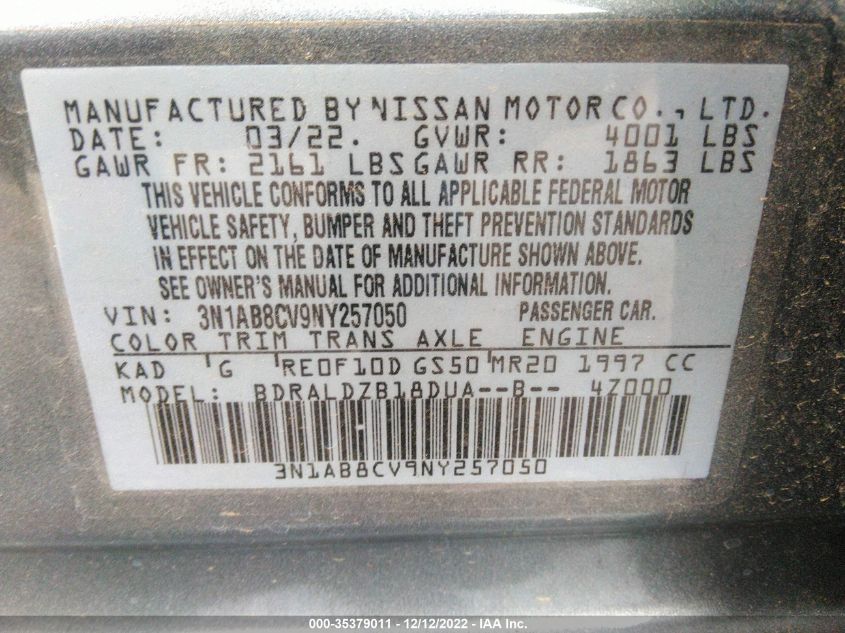 MANUFACTURED BY NISSAN MOTOR CO., LTD.
DATE: 03/22. GVWR: 4001 LBS
GAWR FR: 2161 LBS GAWR RR: 1863 LBS
THIS VEHICLE CONFORMS TO ALL APPLICABLE FEDERAL MOTOR
VEHICLE SAFETY, BUMPER AND THEFT PREVENTION STANDARDS
IN EFFECT ON THE DATE OF MANUFACTURE SHOWN ABOVE.
SEE OWNER'S MANUAL FOR ADDITIONAL INFORMATION.
VIN: 3N1AB8CV9NY257050 PASSENGER CAR.
COLOR TRIM TRANS AXLE ENGINE
KAD G RE0F10D GS50 MR20 1997 CC
MODEL: BDRALDZB18DUA--B-- 4Z000
3N1AB8CV9NY257050
000-35379011 - 12/12/2022 - IAA Inc.